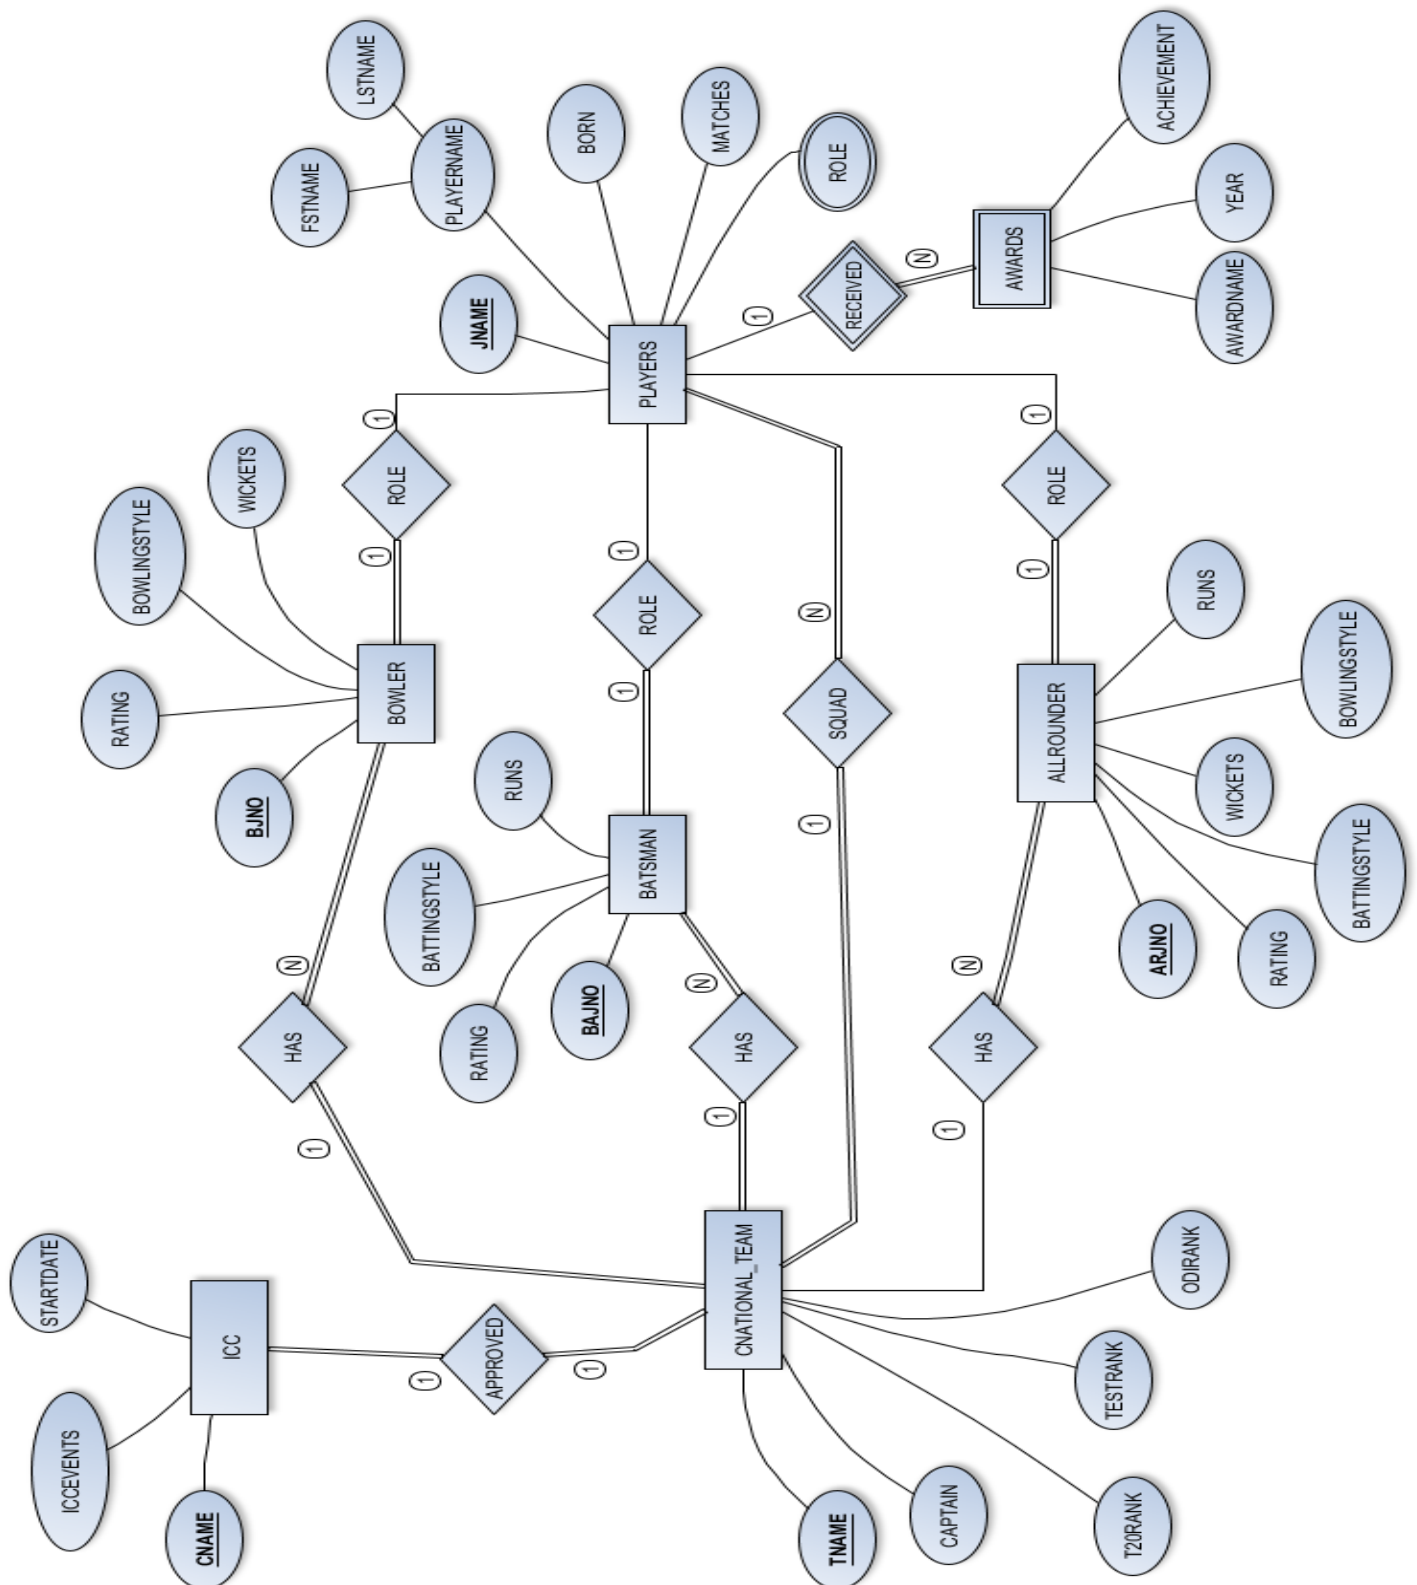 STARTDATE
ICCEVENTS
CNAME
ICC
1
APPROVED
1
CNATIONAL_TEAM
TNAME
CAPTAIN
T20RANK
TESTRANK
ODIRANK
1
HAS
N
1
HAS
N
1
SQUAD
N
1
HAS
N
BOWLER
BJNO
RATING
BOWLINGSTYLE
WICKETS
1
ROLE
1
BATSMAN
BAJNO
RATING
BATTINGSTYLE
RUNS
1
ROLE
1
ALLROUNDER
ARJNO
RATING
BATTINGSTYLE
WICKETS
BOWLINGSTYLE
RUNS
1
ROLE
1
PLAYERS
JNAME
PLAYERNAME
FSTNAME
LSTNAME
BORN
MATCHES
ROLE
1
RECEIVED
N
AWARDS
AWARDNAME
YEAR
ACHIEVEMENT